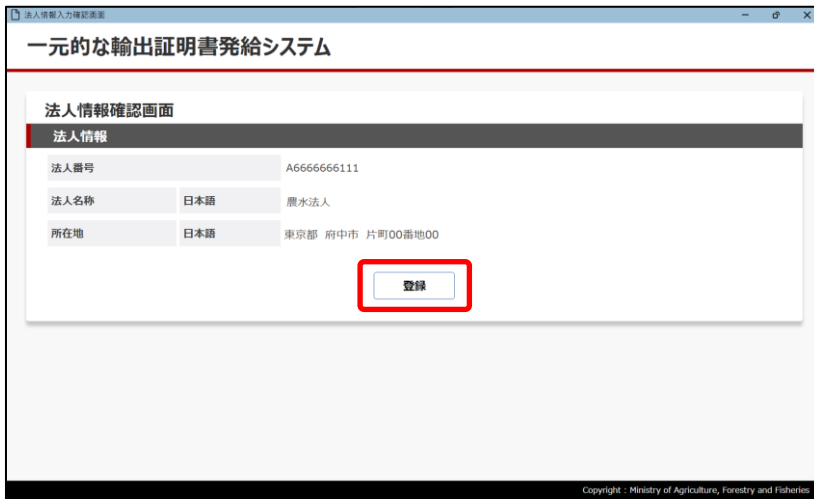 法人情報入力確認画面
一元的な輸出証明書発給システム
法人情報確認画面
法人情報
法人番号 A6666666111
法人名称 日本語 農水法人
所在地 日本語 東京都 府中市 片町00番地00
登録
Copyright : Ministry of Agriculture, Forestry and Fisheries